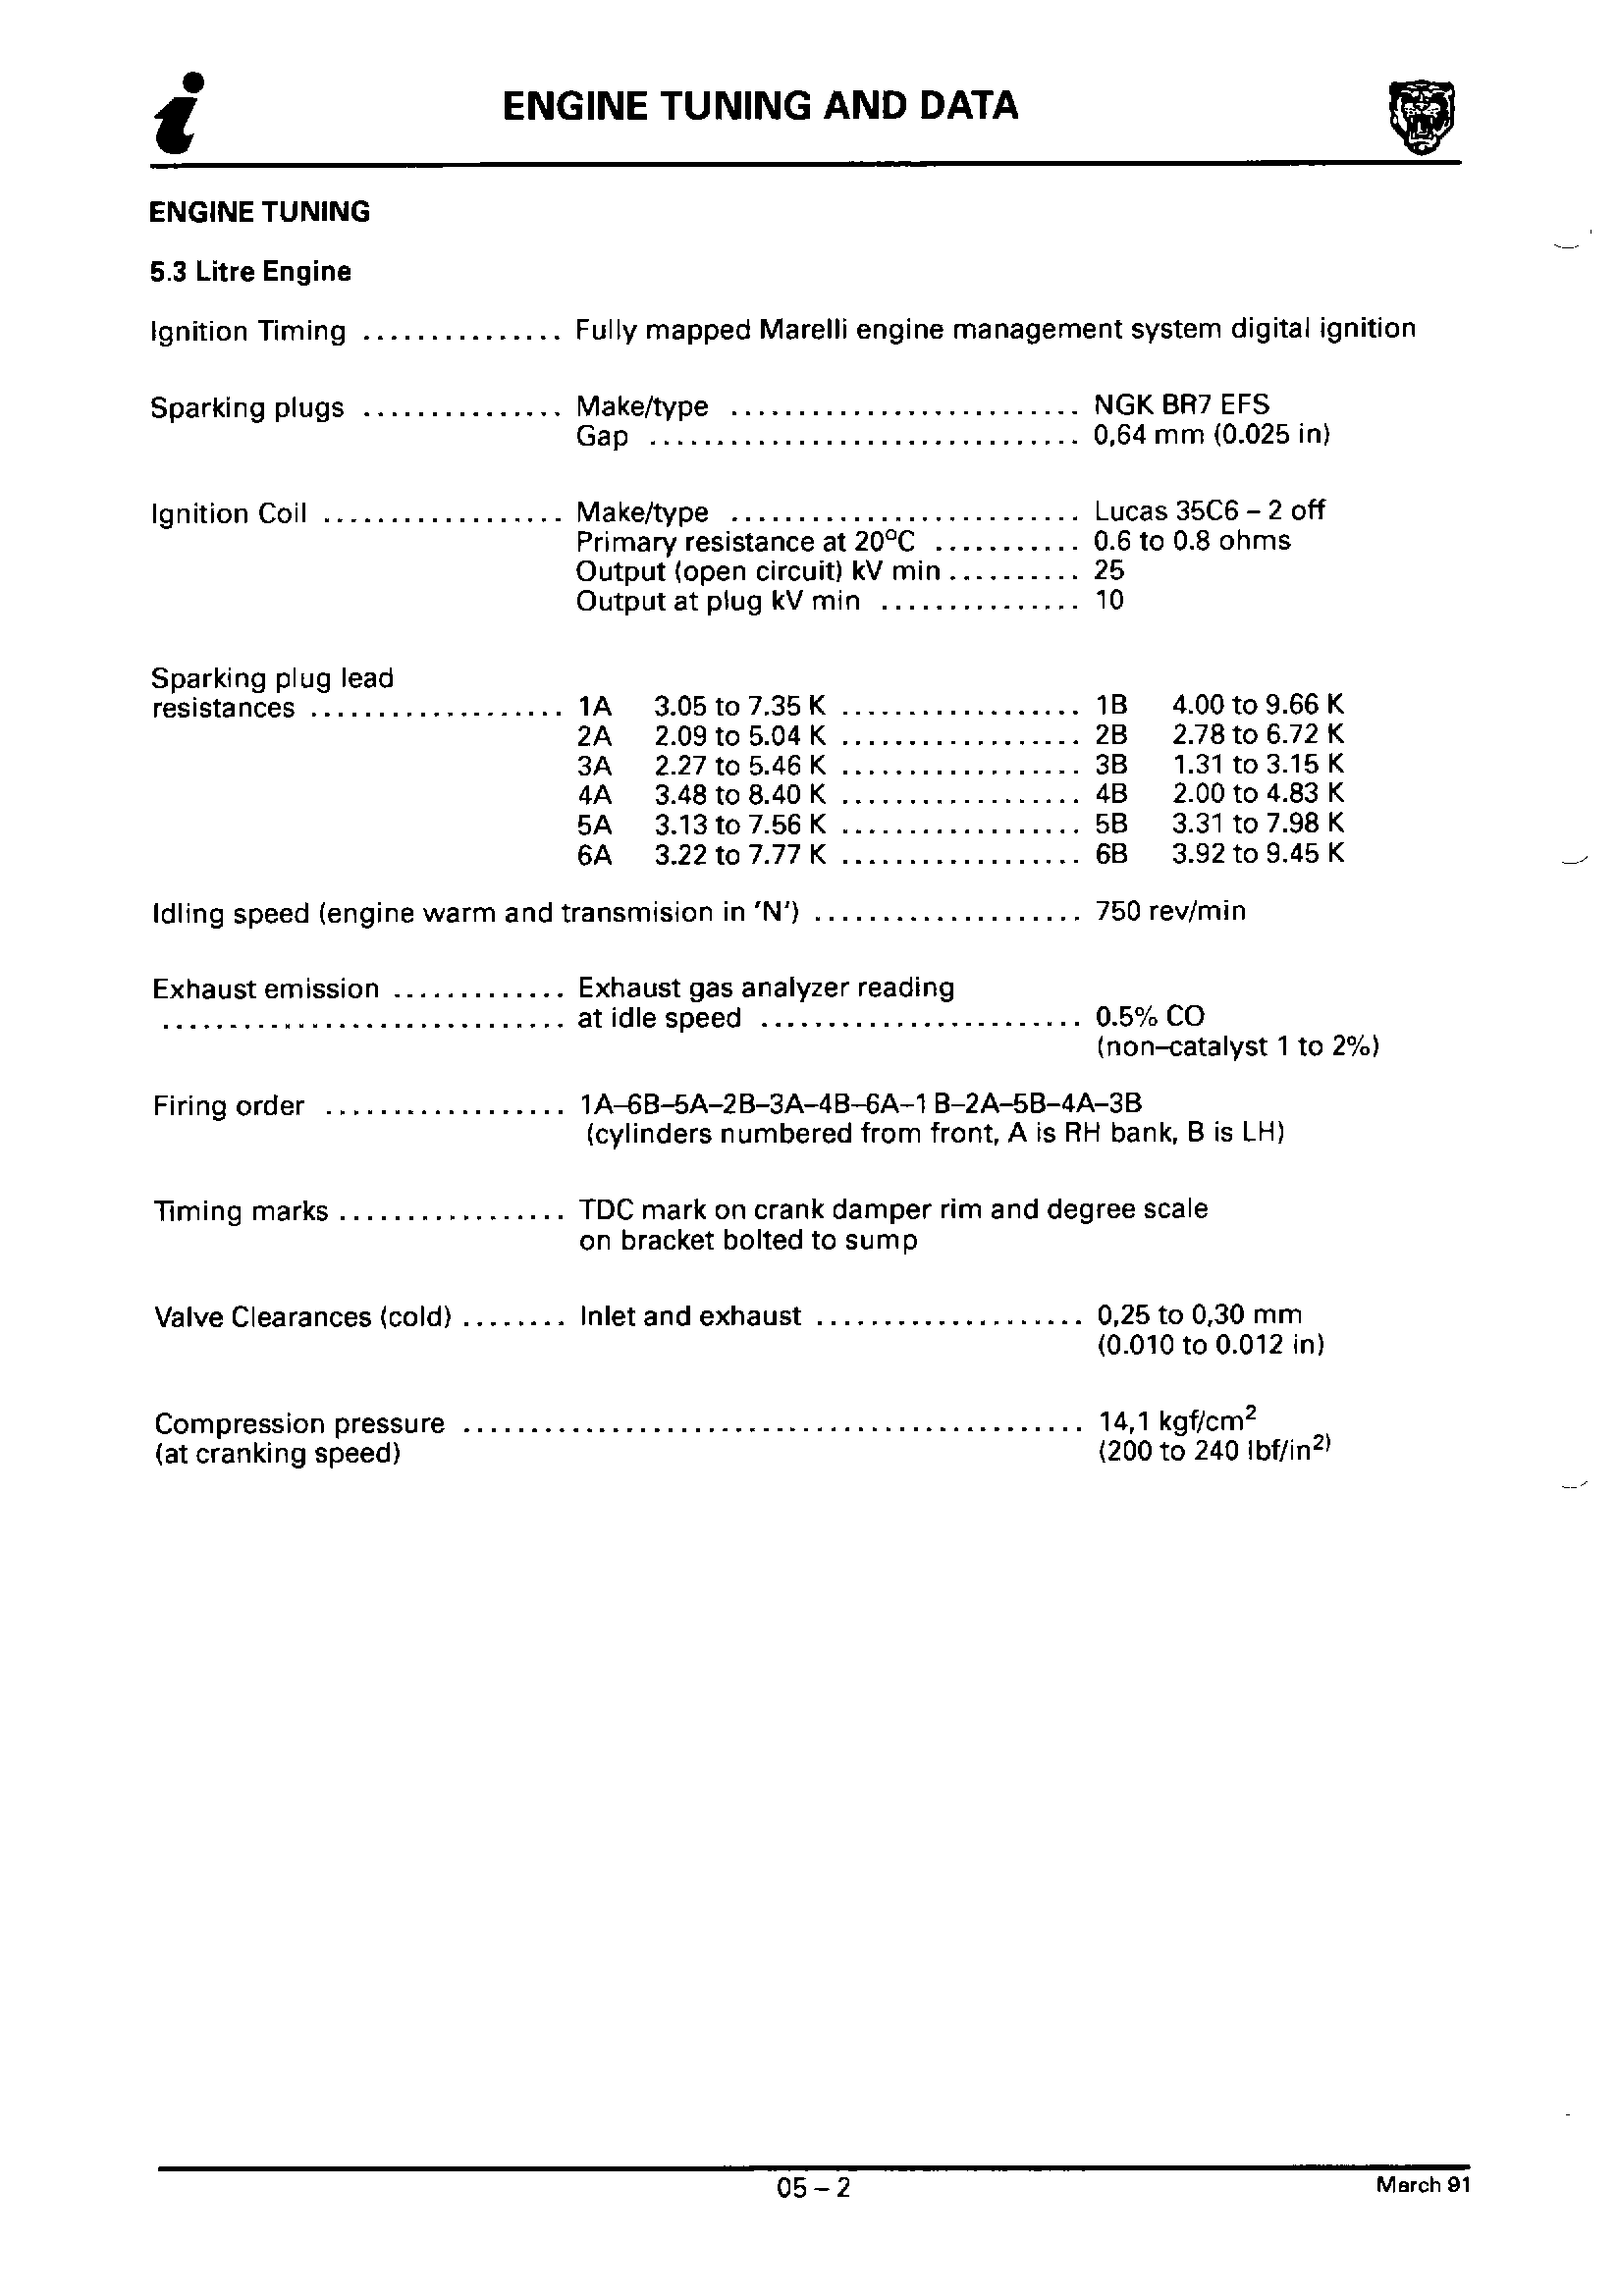 ENGINE TUNING AND DATA
ENGINE TUNING
5.3 Litre Engine
Ignition Timing ............... Fully mapped Marelli engine management system digital ignition
Sparking plugs ............... Make/type .......................... NGK BR7 EFS
Gap ................................ 0,64 mm (0.025 in)
Ignition Coil .................. Make/type .......................... Lucas 35C6 – 2 off
Primary resistance at 20°C ........... 0.6 to 0.8 ohms
Output (open circuit) kV min .......... 25
Output at plug kV min ............... 10
Sparking plug lead
resistances ................... 1A 3.05 to 7.35 K .................. 1B 4.00 to 9.66 K
2A 2.09 to 5.04 K .................. 2B 2.78 to 6.72 K
3A 2.27 to 5.46 K .................. 3B 1.31 to 3.15 K
4A 3.48 to 8.40 K .................. 4B 2.00 to 4.83 K
5A 3.13 to 7.56 K .................. 5B 3.31 to 7.98 K
6A 3.22 to 7.77 K .................. 6B 3.92 to 9.45 K
Idling speed (engine warm and transmision in 'N') .................... 750 rev/min
Exhaust emission ............. Exhaust gas analyzer reading
.............................. at idle speed ........................ 0.5% CO
(non–catalyst 1 to 2%)
Firing order .................. 1A–6B–5A–2B–3A–4B–6A–1 B–2A–5B–4A–3B
(cylinders numbered from front, A is RH bank, B is LH)
Timing marks ................. TDC mark on crank damper rim and degree scale
on bracket bolted to sump
Valve Clearances (cold) ........ Inlet and exhaust .................... 0,25 to 0,30 mm
(0.010 to 0.012 in)
Compression pressure .............................................. 14,1 kgf/cm²
(at cranking speed) (200 to 240 lbf/in²)
05 – 2 March 91